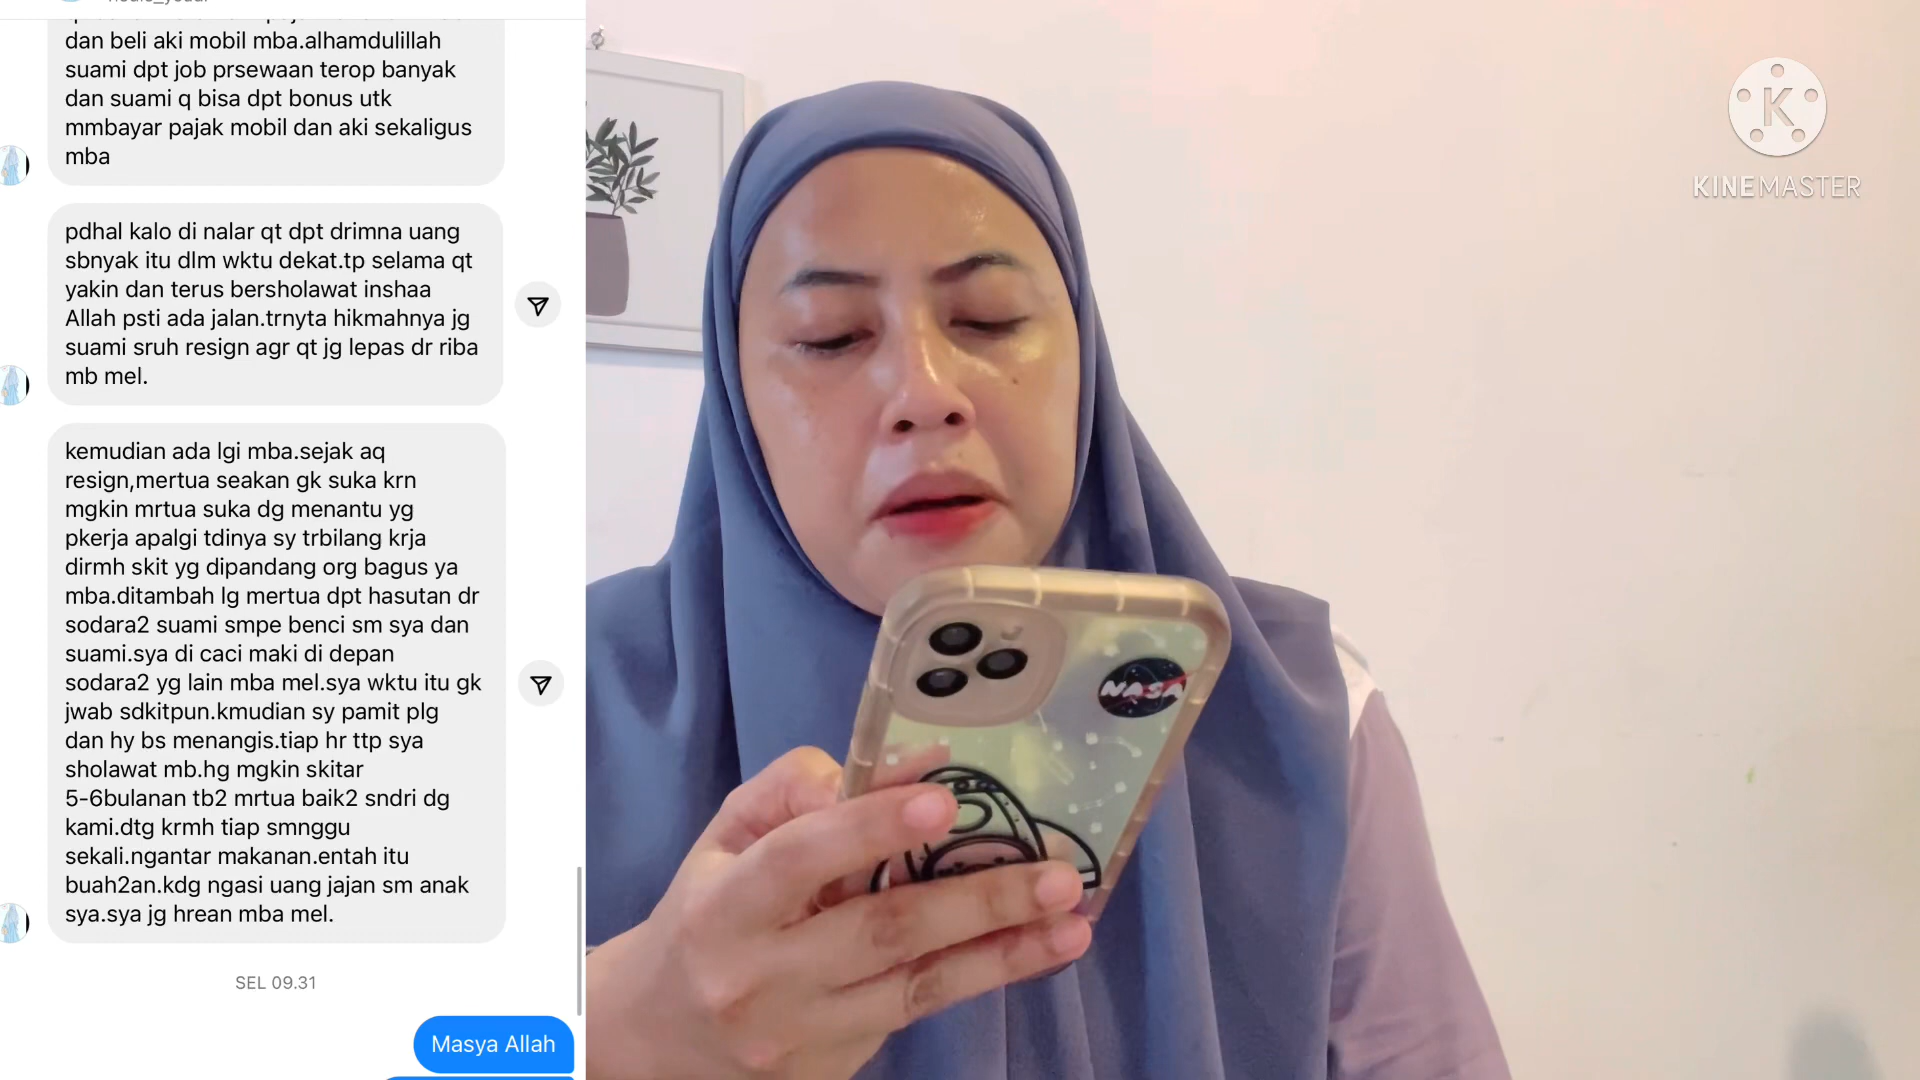 dan beli aki mobil mba.alhamdulillah
suami dpt job prsewaan terop banyak
dan suami q bisa dpt bonus utk
mmbayar pajak mobil dan aki sekaligus
mba
pdhal kalo di nalar qt dpt drimna uang
sbnyak itu dlm wktu dekat.tp selama qt
yakin dan terus bersholawat inshaa
Allah psti ada jalan.trnyta hikmahnya jg
suami sruh resign agr qt jg lepas dr riba
mb mel.
kemudian ada lgi mba.sejak aq
resign,mertua seakan gk suka krn
mgkin mrtua suka dg menantu yg
pkerja apalgi tdinya sy trbilang krja
dirmh skit yg dipandang org bagus ya
mba.ditambah lg mertua dpt hasutan dr
sodara2 suami smpe benci sm sya dan
suami.sya di caci maki di depan
sodara2 yg lain mba mel.sya wktu itu gk
jwab sdkitpun.kmudian sy pamit plg
dan hy bs menangis.tiap hr ttp sya
sholawat mb.hg mgkin skitar
5-6bulanan tb2 mrtua baik2 sndri dg
kami.dtg krmh tiap smnggu
sekali.ngantar makanan.entah itu
buah2an.kdg ngasi uang jajan sm anak
sya.sya jg hrean mba mel.
SEL 09.31
Masya Allah
K
KINEMASTER
NASA